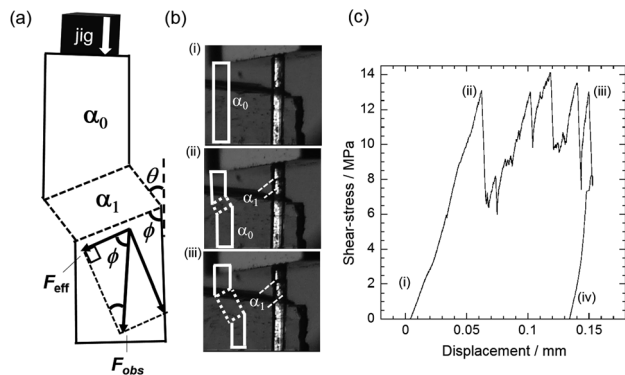 (a)
jig
α0
θ
α1
ϕ
ϕ
Feff
Fobs
(b)
(i)
α0
(ii)
α1
α0
(iii)
α1
(c)
14
12
10
8
6
4
2
0
Shear-stress / MPa
(i)
(ii)
(iii)
(iv)
0
0.05
0.10
0.15
Displacement / mm